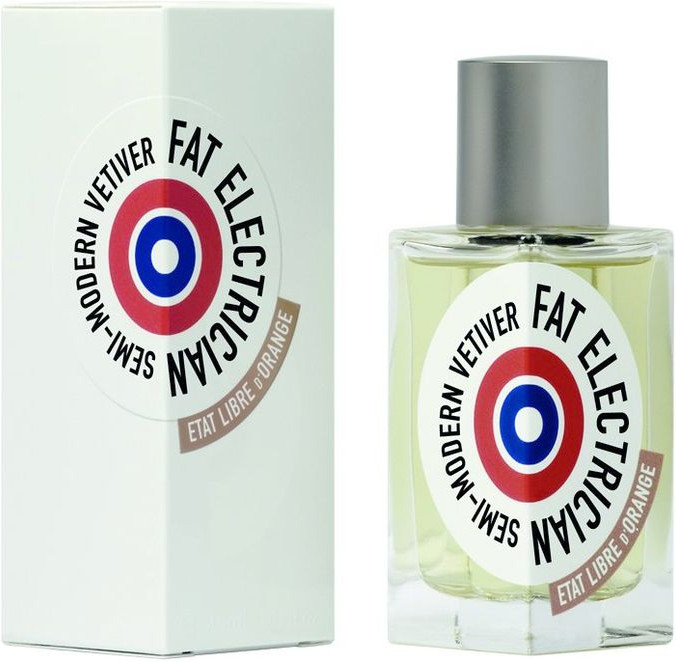 FAT ELECTRICIAN
SEMI-MODERN VETIVER
ETAT LIBRE d'ORANGE
FAT ELECTRICIAN
SEMI-MODERN VETIVER
ETAT LIBRE d'ORANGE